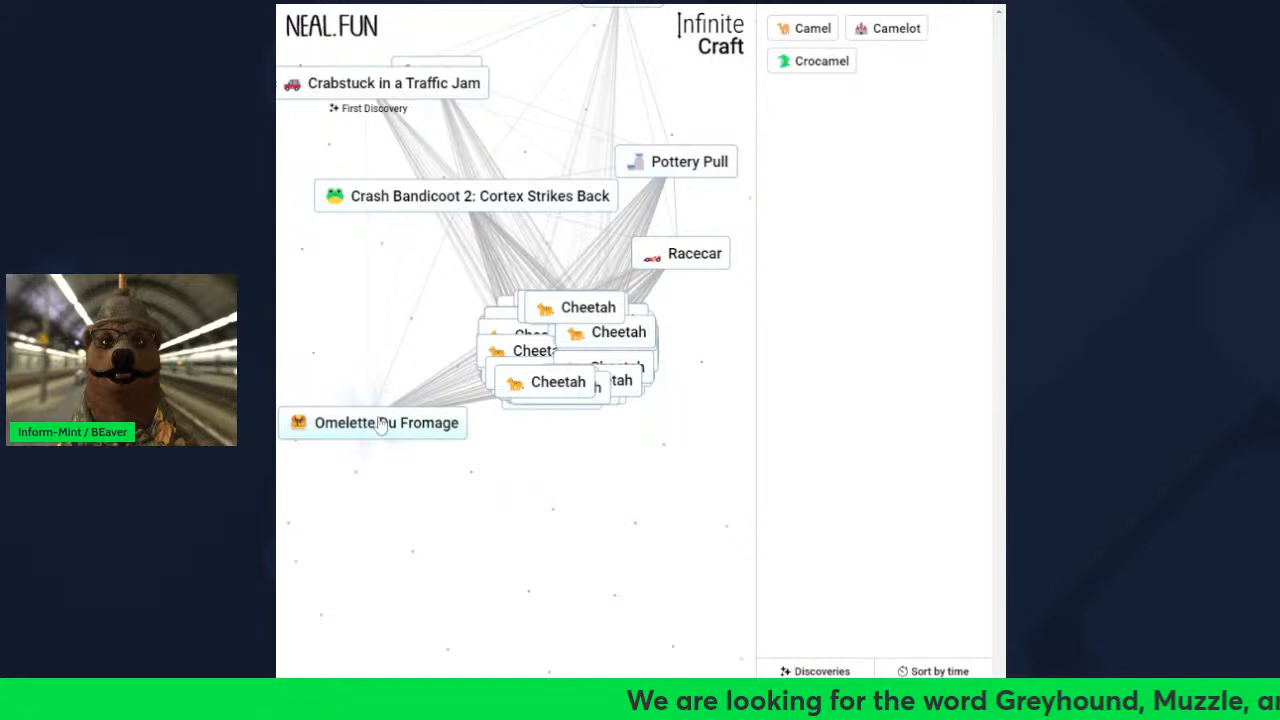 NEAL.FUN
Infinite
Craft
Camel
Camelot
Crocamel
Crabstuck in a Traffic Jam
First Discovery
Pottery Pull
Crash Bandicoot 2: Cortex Strikes Back
Racecar
Cheetah
Cheetah
Cheeta
Cheetah
tah
h
Omelette Du Fromage
Inform-Mint / BEaver
Discoveries
Sort by time
We are looking for the word Greyhound, Muzzle, a